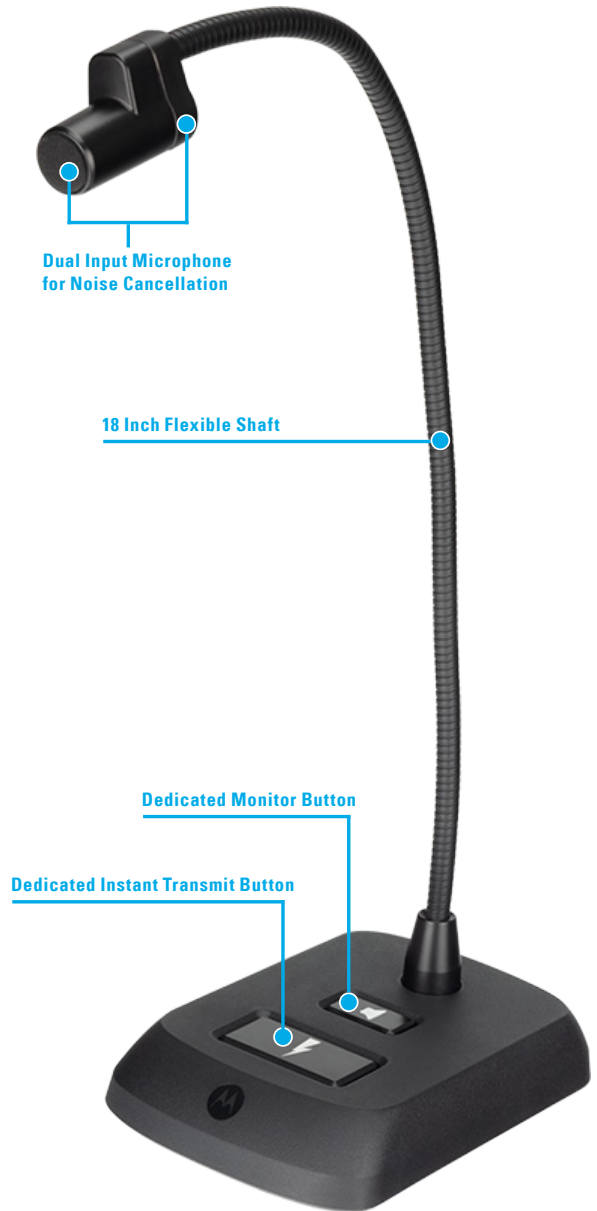 Dual Input Microphone
for Noise Cancellation
18 Inch Flexible Shaft
Dedicated Monitor Button
Dedicated Instant Transmit Button